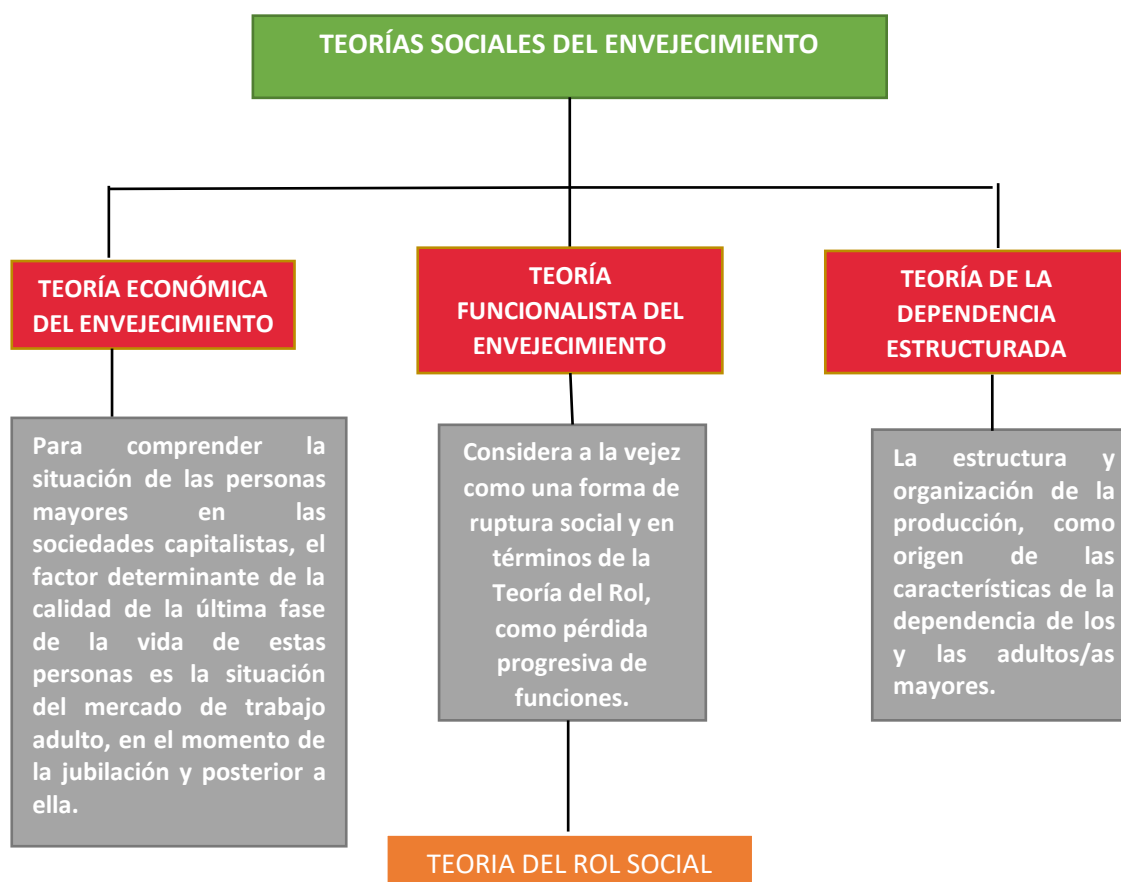 TEORÍAS SOCIALES DEL ENVEJECIMIENTO
TEORÍA ECONÓMICA
DEL ENVEJECIMIENTO
TEORÍA
FUNCIONALISTA DEL
ENVEJECIMIENTO
TEORÍA DE LA
DEPENDENCIA
ESTRUCTURADA
Para comprender la
situación de las personas
mayores en las
sociedades capitalistas, el
factor determinante de la
calidad de la última fase
de la vida de estas
personas es la situación
del mercado de trabajo
adulto, en el momento de
la jubilación y posterior a
ella.
Considera a la vejez
como una forma de
ruptura social y en
términos de la
Teoría del Rol,
como pérdida
progresiva de
funciones.
La estructura y
organización de la
producción, como
origen de las
características de la
dependencia de los
y las adultos/as
mayores.
TEORIA DEL ROL SOCIAL